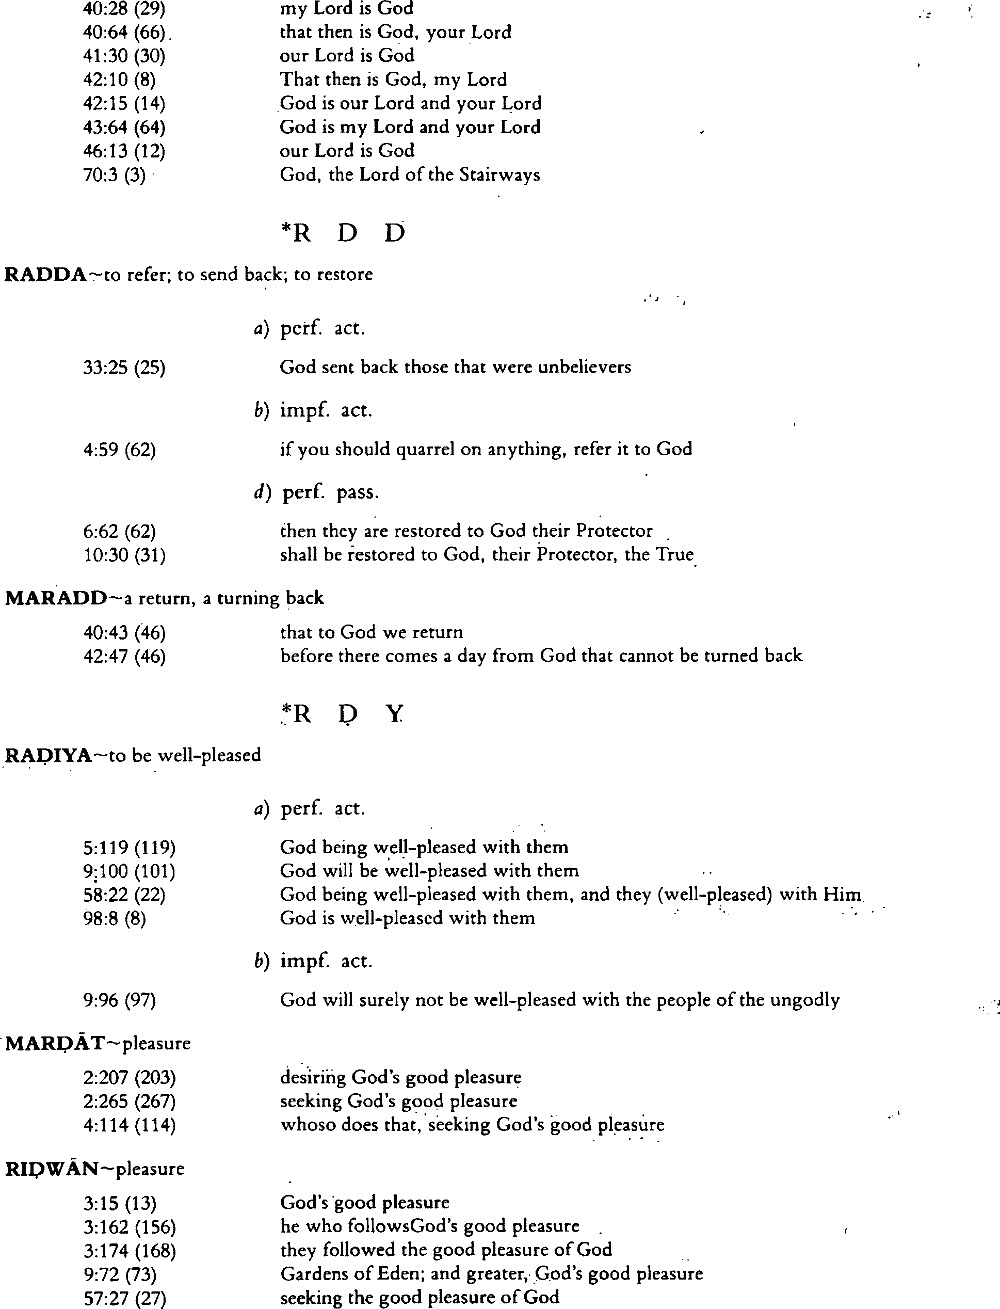 40:28 (29) my Lord is God
40:64 (66) that then is God, your Lord
41:30 (30) our Lord is God
42:10 (8) That then is God, my Lord
42:15 (14) God is our Lord and your Lord
43:64 (64) God is my Lord and your Lord
46:13 (12) our Lord is God
70:3 (3) God, the Lord of the Stairways
*R D D
RADDA~to refer; to send back; to restore
a) perf. act.
33:25 (25) God sent back those that were unbelievers
b) impf. act.
4:59 (62) if you should quarrel on anything, refer it to God
d) perf. pass.
6:62 (62) then they are restored to God their Protector
10:30 (31) shall be restored to God, their Protector, the True
MARADD~a return, a turning back
40:43 (46) that to God we return
42:47 (46) before there comes a day from God that cannot be turned back
*R Ḍ Y
RAḌIYA~to be well-pleased
a) perf. act.
5:119 (119) God being well-pleased with them
9:100 (101) God will be well-pleased with them
58:22 (22) God being well-pleased with them, and they (well-pleased) with Him
98:8 (8) God is well-pleased with them
b) impf. act.
9:96 (97) God will surely not be well-pleased with the people of the ungodly
MARḌĀT~pleasure
2:207 (203) desiring God's good pleasure
2:265 (267) seeking God's good pleasure
4:114 (114) whoso does that, seeking God's good pleasure
RIḌWĀN~pleasure
3:15 (13) God's good pleasure
3:162 (156) he who followsGod's good pleasure
3:174 (168) they followed the good pleasure of God
9:72 (73) Gardens of Eden; and greater, God's good pleasure
57:27 (27) seeking the good pleasure of God